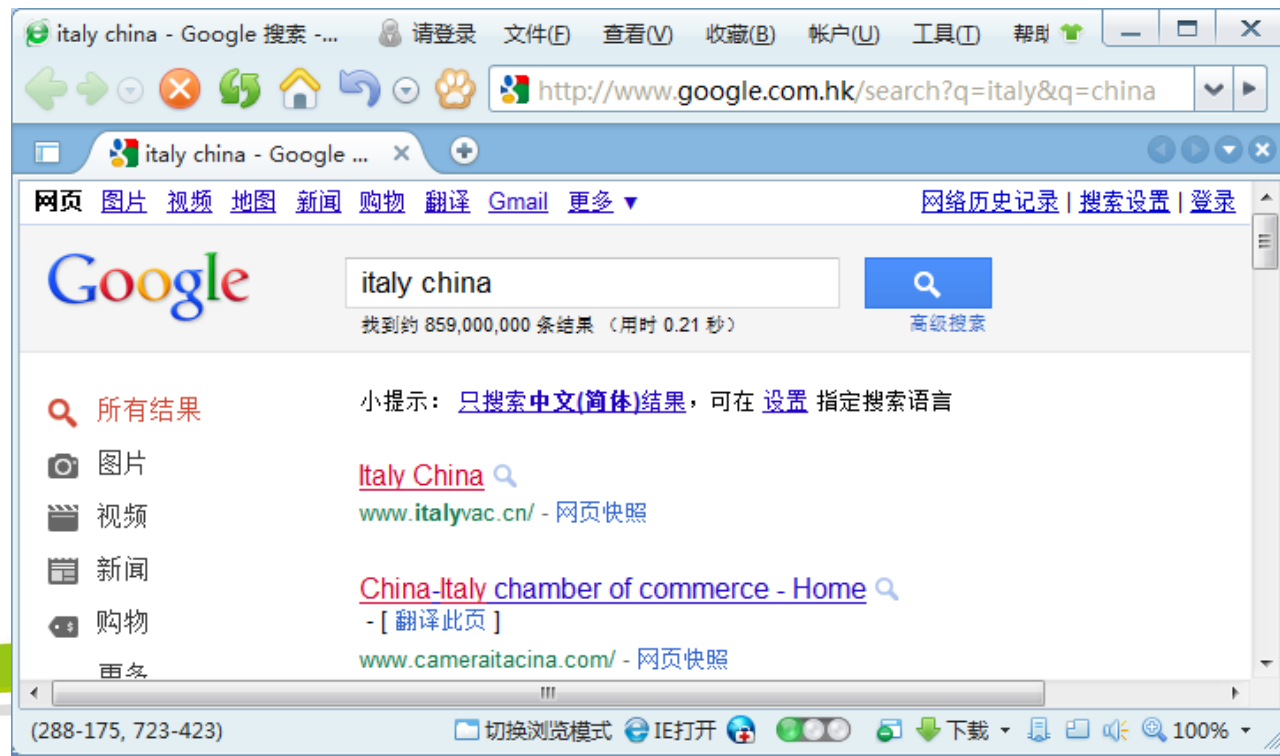 italy china - Google 搜索 -... 请登录 文件(F) 查看(V) 收藏(B) 帐户(U) 工具(T) 帮助
http://www.google.com.hk/search?q=italy&q=china
italy china - Google ...
网页 图片 视频 地图 新闻 购物 翻译 Gmail 更多 ▼ 网络历史记录 | 搜索设置 | 登录
Google
italy china
找到约 859,000,000 条结果 (用时 0.21 秒)
高级搜索
所有结果
图片
视频
新闻
购物
更多
小提示: 只搜索中文(简体)结果，可在 设置 指定搜索语言
Italy China
www.italyvac.cn/ - 网页快照
China-Italy chamber of commerce - Home
- [ 翻译此页 ]
www.cameraitacina.com/ - 网页快照
(288-175, 723-423) 切换浏览模式 IE打开 下载 100%